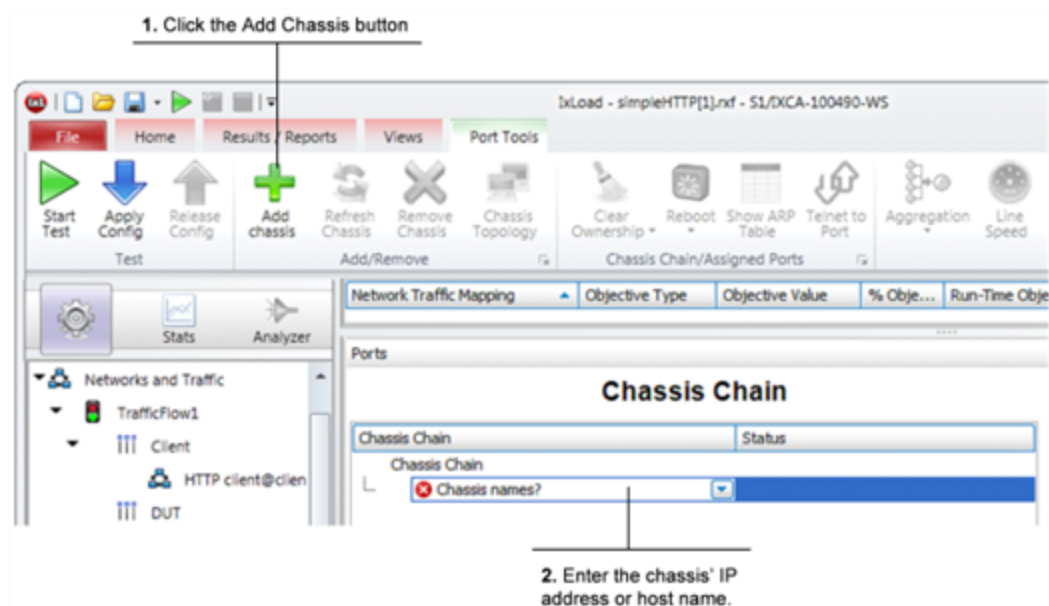 1. Click the Add Chassis button
IxLoad - simpleHTTP[1].rxf - S1/IXCA-100490-WS
File Home Results / Reports Views Port Tools
Start Test Apply Config Release Config Add chassis Refresh Chassis Remove Chassis Chassis Topology Clear Ownership Reboot Show ARP Table Telnet to Port Aggregation Line Speed
Test Add/Remove Chassis Chain/Assigned Ports
Network Traffic Mapping Objective Type Objective Value % Obje... Run-Time Obje
Stats Analyzer
Ports
Networks and Traffic
Chassis Chain
TrafficFlow1
Chassis Chain Status
Client
Chassis Chain
HTTP client@clien
Chassis names?
DUT
2. Enter the chassis' IP
address or host name.